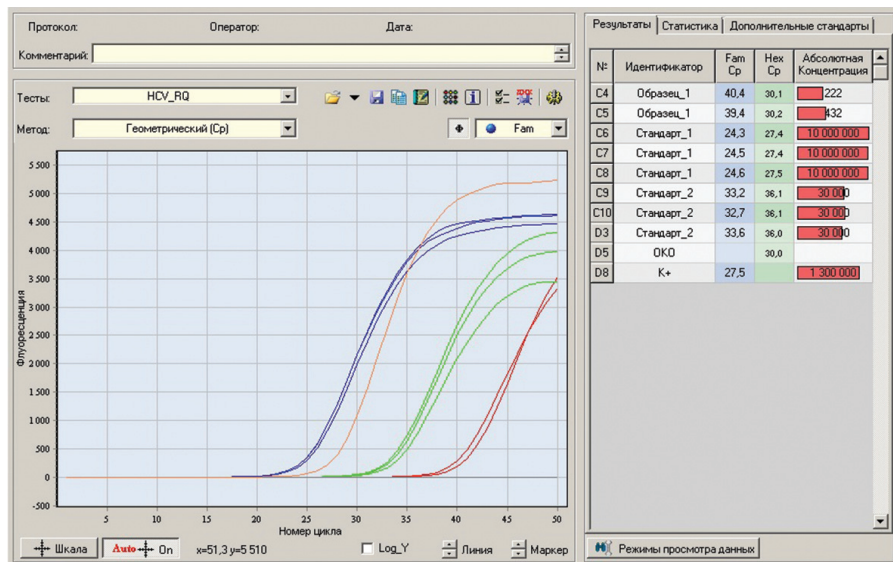 Протокол: Оператор: Дата:
Комментарий:
Тесты: HCV_RQ
Метод: Геометрический (Cp) Ф Fam
5 500
5 000
4 500
4 000
3 500
3 000
2 500
2 000
1 500
1 000
500
0
-500
Флуоресценция
5 10 15 20 25 30 35 40 45 50
Номер цикла
Шкала Auto On x=51,3 y=5 510 Log_Y Линия Маркер
Результаты Статистика Дополнительные стандарты
№ Идентификатор Fam Cp Hex Cp Абсолютная Концентрация
C4 Образец_1 40,4 30,1 222
C5 Образец_1 39,4 30,2 432
C6 Стандарт_1 24,3 27,4 10 000 000
C7 Стандарт_1 24,5 27,4 10 000 000
C8 Стандарт_1 24,6 27,5 10 000 000
C9 Стандарт_2 33,2 36,1 30 000
C10 Стандарт_2 32,7 36,1 30 000
D3 Стандарт_2 33,6 36,0 30 000
D5 ОКО 30,0
D8 K+ 27,5 1 300 000
Режимы просмотра данных